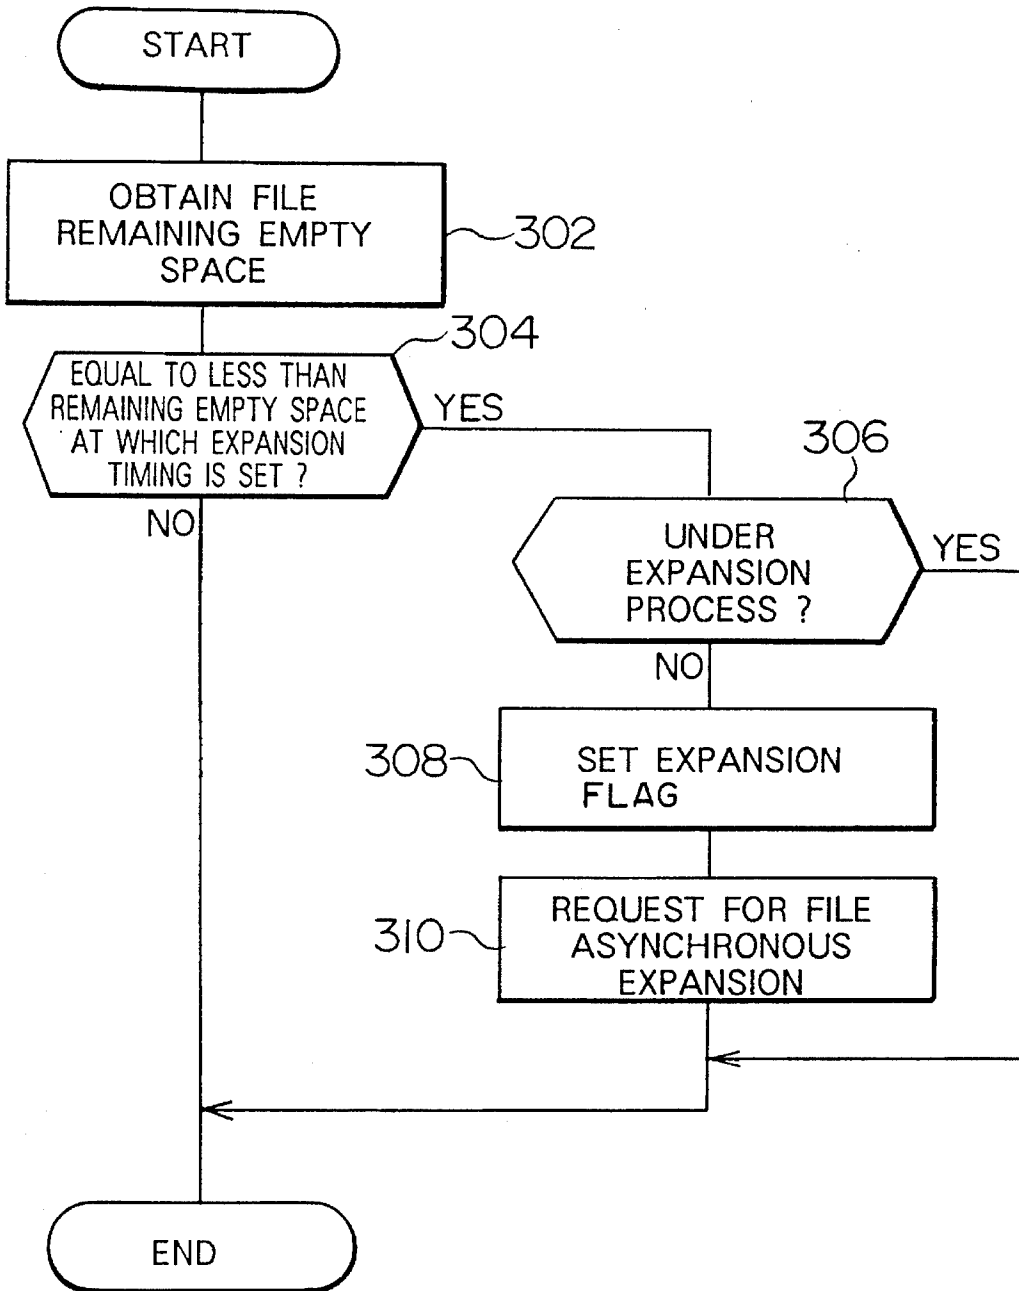 START
OBTAIN FILE
REMAINING EMPTY
SPACE
302
304
EQUAL TO LESS THAN
REMAINING EMPTY SPACE
AT WHICH EXPANSION
TIMING IS SET ?
YES
NO
306
UNDER
EXPANSION
PROCESS ?
YES
NO
308
SET EXPANSION
FLAG
310
REQUEST FOR FILE
ASYNCHRONOUS
EXPANSION
END